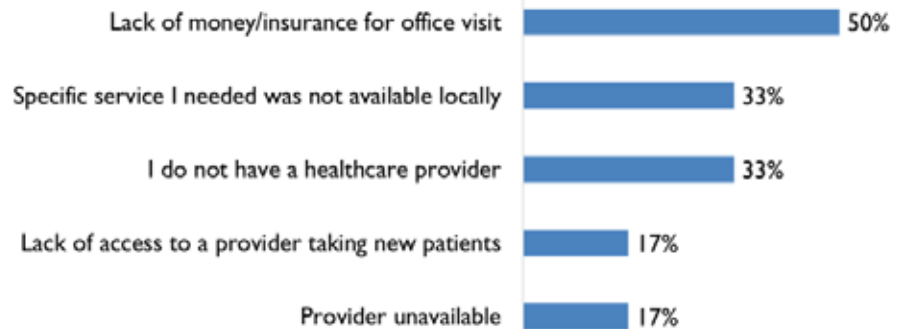 Lack of money/insurance for office visit 50%
Specific service I needed was not available locally 33%
I do not have a healthcare provider 33%
Lack of access to a provider taking new patients 17%
Provider unavailable 17%